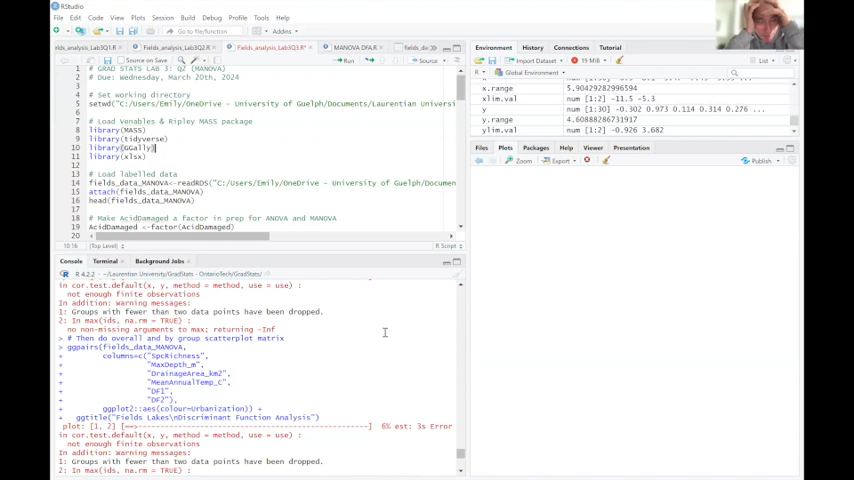 RStudio
File Edit Code View Plots Session Build Debug Profile Tools Help
Go to file/function
Addins
Fields_analysis_Lab3Q2.R
Fields_analysis_Lab3Q3.R*
MANOVA DFA.R
Source on Save
Run
Source
1 # GRAD STATS LAB 3: Q2 (MANOVA)
2 # Due: Wednesday, March 20th, 2024
3
4 # Set working directory
5 setwd("C:/Users/Emily/OneDrive - University of Guelph/Documents/Laurentian Universi
6
7 # Load Venables & Ripley MASS package
8 library(MASS)
9 library(tidyverse)
10 library(GGally)
11 library(xlsx)
12
13 # Load labelled data
14 fields_data_MANOVA<-readRDS("C:/Users/Emily/OneDrive - University of Guelph/Documen
15 attach(fields_data_MANOVA)
16 head(fields_data_MANOVA)
17
18 # Make AcidDamaged a factor in prep for ANOVA and MANOVA
19 AcidDamaged <-factor(AcidDamaged)
20
10:16 (Top Level) R Script
Console Terminal Background Jobs
R 4.2.2 · ~/Laurentian University/GradStats - OntarioTech/GradStats/
in cor.test.default(x, y, method = method, use = use) :
not enough finite observations
In addition: Warning messages:
1: Groups with fewer than two data points have been dropped.
2: In max(ids, na.rm = TRUE) :
no non-missing arguments to max; returning -Inf
> # Then do overall and by group scatterplot matrix
> ggpairs(fields_data_MANOVA,
+ columns=c("SpcRichness",
+ "MaxDepth_m",
+ "DrainageArea_km2",
+ "MeanAnnualTemp_C",
+ "DF1",
+ "DF2"),
+ ggplot2::aes(colour=Urbanization)) +
+ ggtitle("Fields Lakes\nDiscriminant Function Analysis")
plot: [1, 2] [==>-----------------------------------------] 6% est: 3s Error
in cor.test.default(x, y, method = method, use = use) :
not enough finite observations
In addition: Warning messages:
1: Groups with fewer than two data points have been dropped.
2: In max(ids, na.rm = TRUE) :
Environment History Connections Tutorial
Import Dataset 19 MiB List
R Global Environment
x.range 5.90429282996594
xlim.val num [1:2] -11.5 -5.3
y num [1:30] -0.302 0.973 0.114 0.314 0.276 ...
y.range 4.60888286931717
ylim.val num [1:2] -0.926 3.682
Files Plots Packages Help Viewer Presentation
Zoom Export Publish